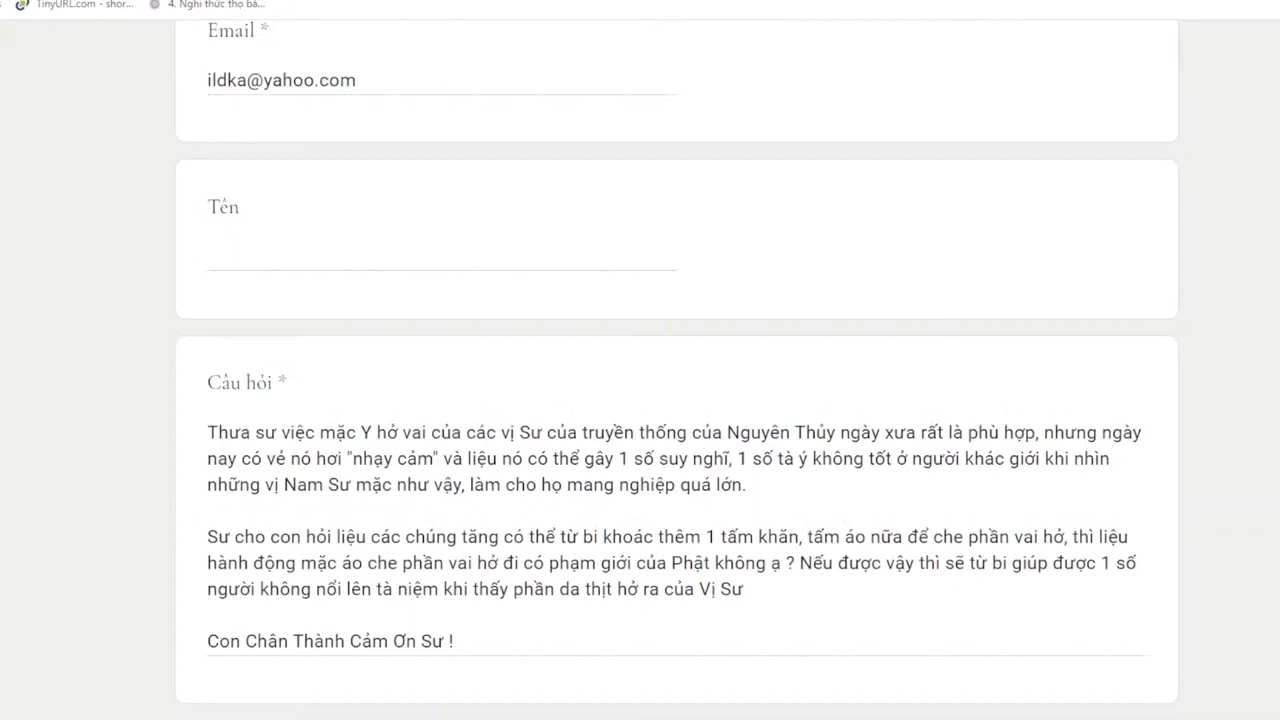 TinyURL.com - shor... 4. Nghi thức thọ bá...
Email *
ildka@yahoo.com
Tên
Câu hỏi *
Thưa sư việc mặc Y hở vai của các vị Sư của truyền thống của Nguyên Thủy ngày xưa rất là phù hợp, nhưng ngày
nay có vẻ nó hơi "nhạy cảm" và liệu nó có thể gây 1 số suy nghĩ, 1 số tà ý không tốt ở người khác giới khi nhìn
những vị Nam Sư mặc như vậy, làm cho họ mang nghiệp quá lớn.
Sư cho con hỏi liệu các chúng tăng có thể từ bi khoác thêm 1 tấm khăn, tấm áo nữa để che phần vai hở, thì liệu
hành động mặc áo che phần vai hở đi có phạm giới của Phật không ạ ? Nếu được vậy thì sẽ từ bi giúp được 1 số
người không nổi lên tà niệm khi thấy phần da thịt hở ra của Vị Sư
Con Chân Thành Cảm Ơn Sư !